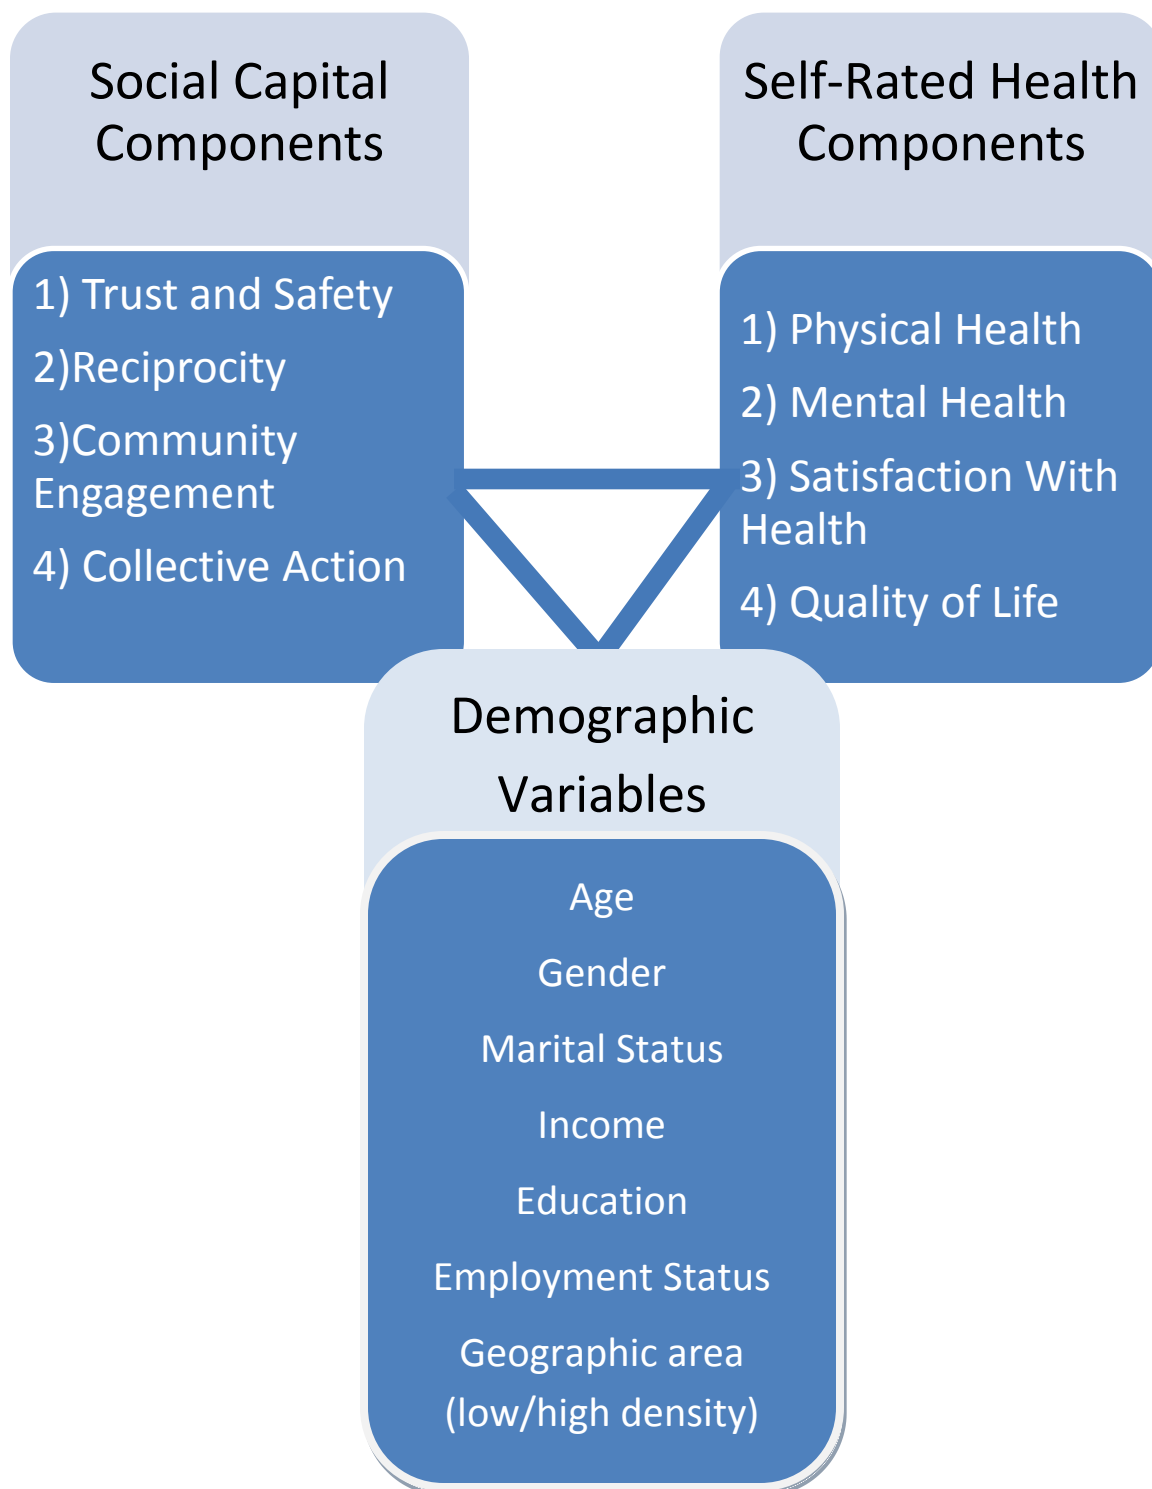 Social Capital
Components
1) Trust and Safety
2)Reciprocity
3)Community
Engagement
4) Collective Action
Self-Rated Health
Components
1) Physical Health
2) Mental Health
3) Satisfaction With
Health
4) Quality of Life
Demographic
Variables
Age
Gender
Marital Status
Income
Education
Employment Status
Geographic area
(low/high density)